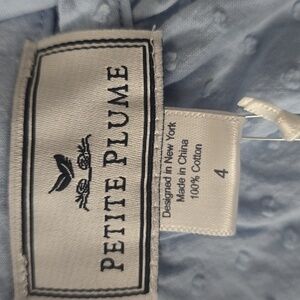 PETITE PLUME
Designed in New York
Made in China
100% Cotton
4